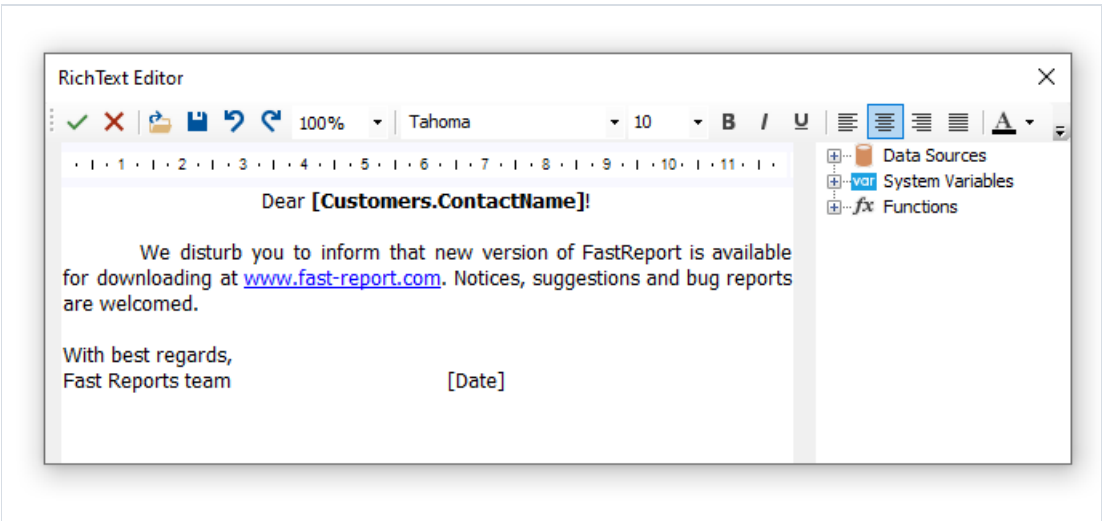 RichText Editor
100% Tahoma 10 B I U A
1 2 3 4 5 6 7 8 9 10 11
Data Sources
var System Variables
fx Functions
Dear [Customers.ContactName]!
We disturb you to inform that new version of FastReport is available
for downloading at www.fast-report.com. Notices, suggestions and bug reports
are welcomed.
With best regards,
Fast Reports team [Date]